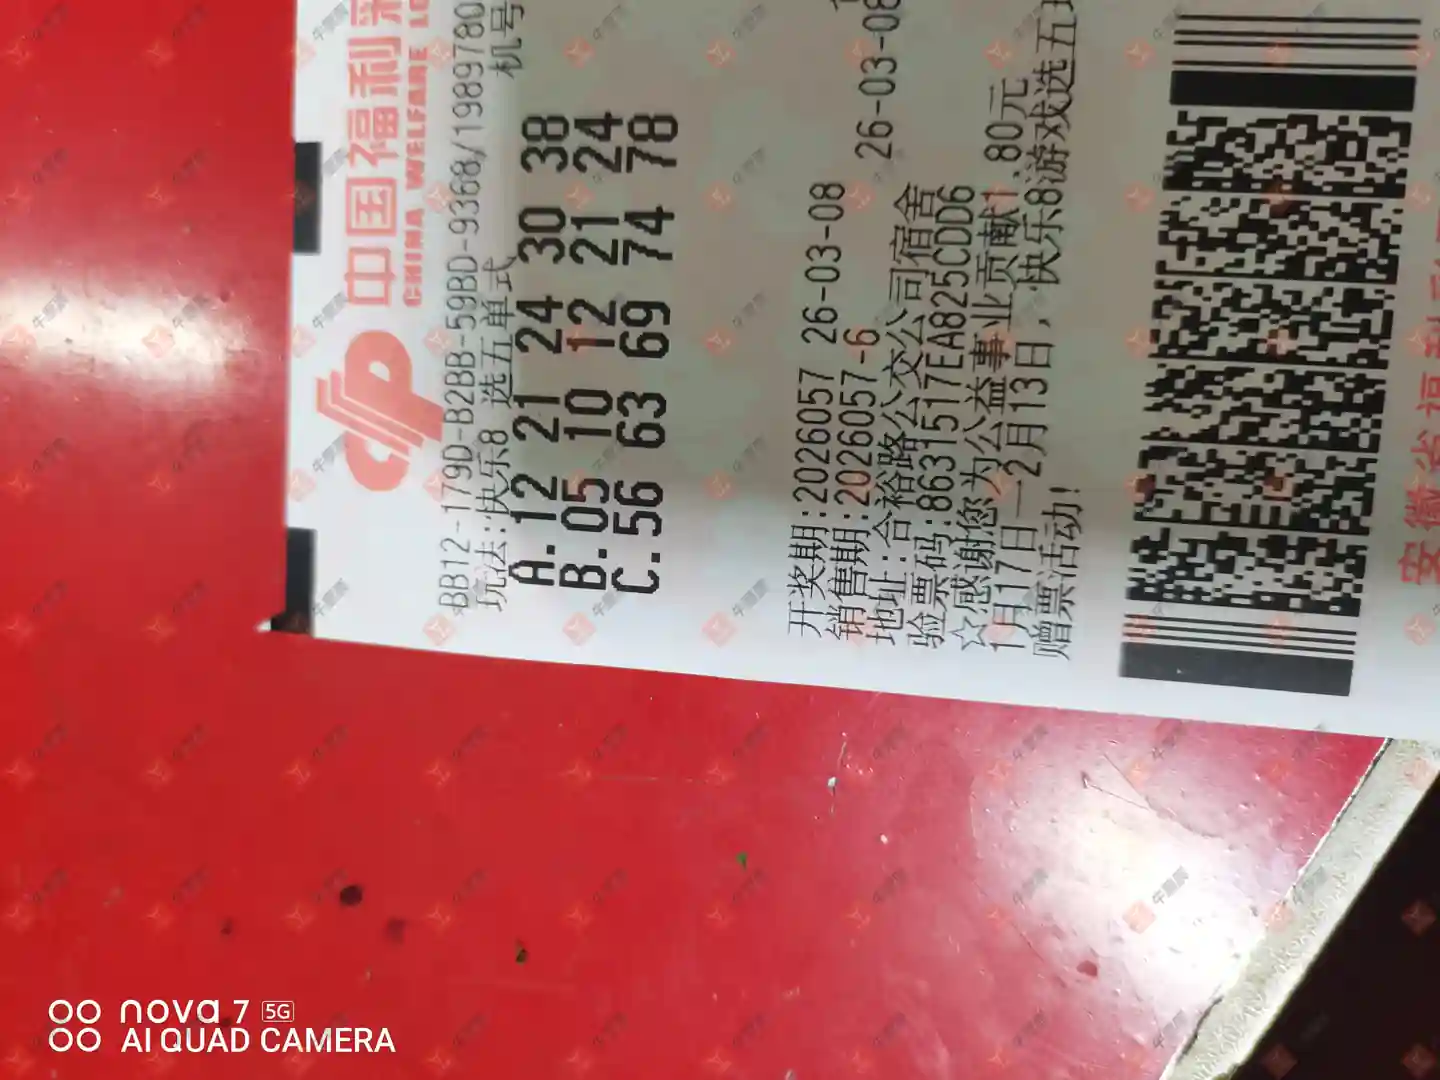 中国福利彩
CHINA WELFARE LO
BB12-179D-B2BB-59BD-9368/1989780
玩法:快乐8 选五单式
机号
A.12 21 24 30 38
B.05 10 12 21 24
C.56 63 69 74 78
开奖期:2026057 26-03-08
销售期:2026057-6 26-03-08
地址:合裕路公交公司宿舍
验票码:8631517EA825CDD6
☆感谢您为公益事业贡献1.80元
1月17日—2月13日,快乐8游戏选五
赠票活动!
安徽省福利
nova 7 5G
AI QUAD CAMERA